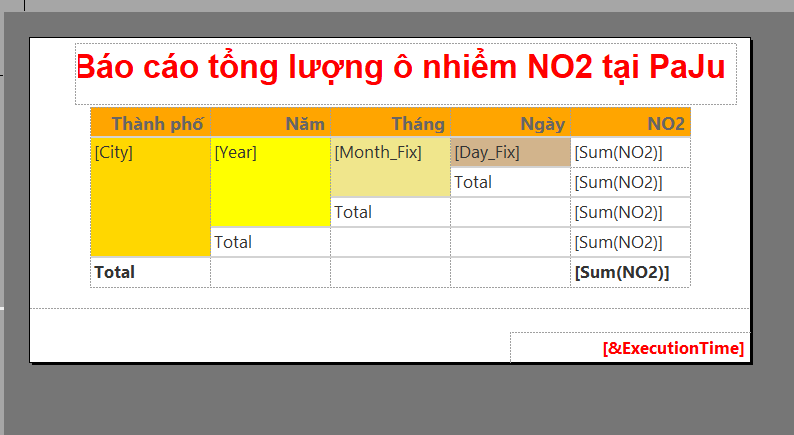 Báo cáo tổng lượng ô nhiễm NO2 tại PaJu
Thành phố Năm Tháng Ngày NO2
[City] [Year] [Month_Fix] [Day_Fix] [Sum(NO2)]
Total [Sum(NO2)]
Total [Sum(NO2)]
Total [Sum(NO2)]
Total [Sum(NO2)]
[&ExecutionTime]